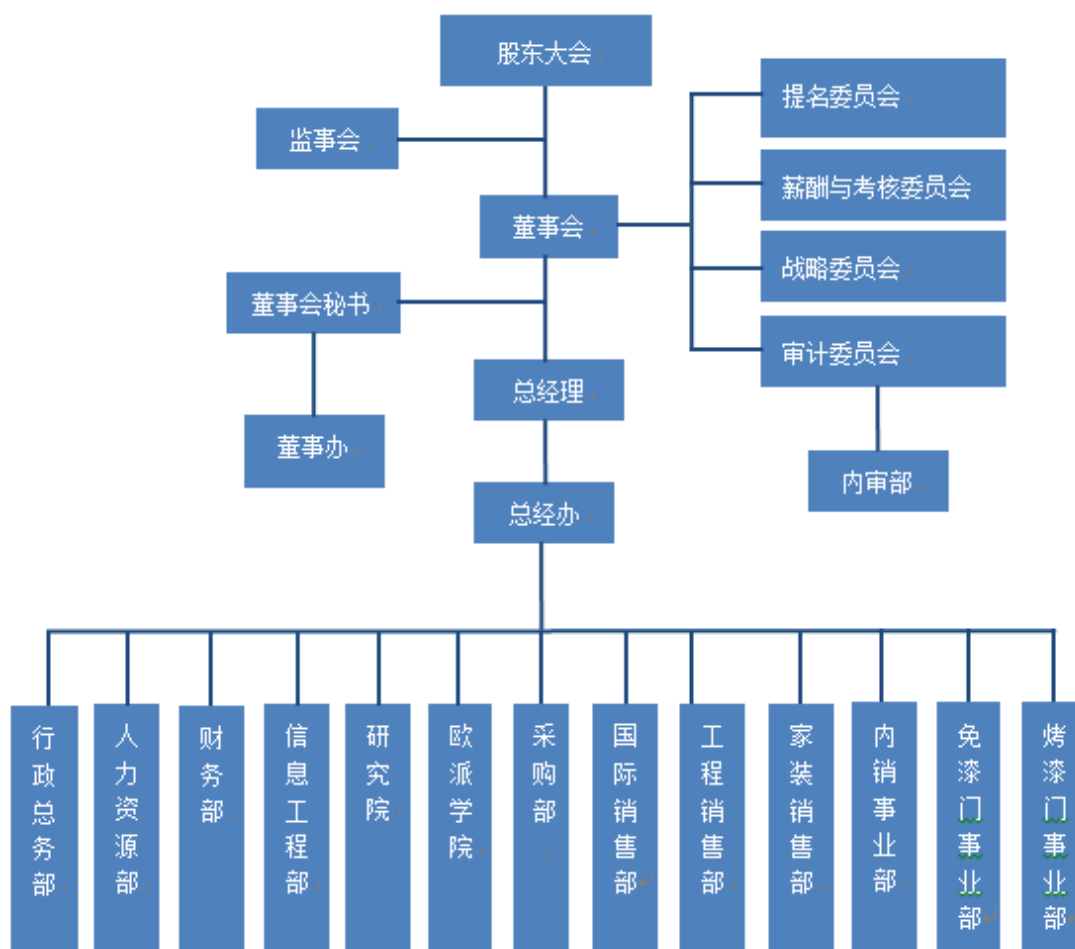 股东大会
提名委员会
监事会
薪酬与考核委员会
董事会
战略委员会
董事会秘书
审计委员会
总经理
董事办
内审部
总经办
行政总务部
人力资源部
财务部
信息工程部
研究院
欧派学院
采购部
国际销售部
工程销售部
家装销售部
内销事业部
免漆门事业部
烤漆门事业部